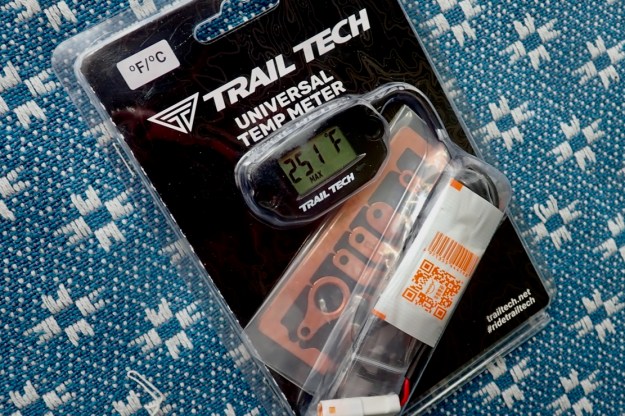 °F/°C
TRAIL TECH
UNIVERSAL
TEMP METER
251 °F
MAX
TRAIL TECH
trailtech.net
#ridetrailtech